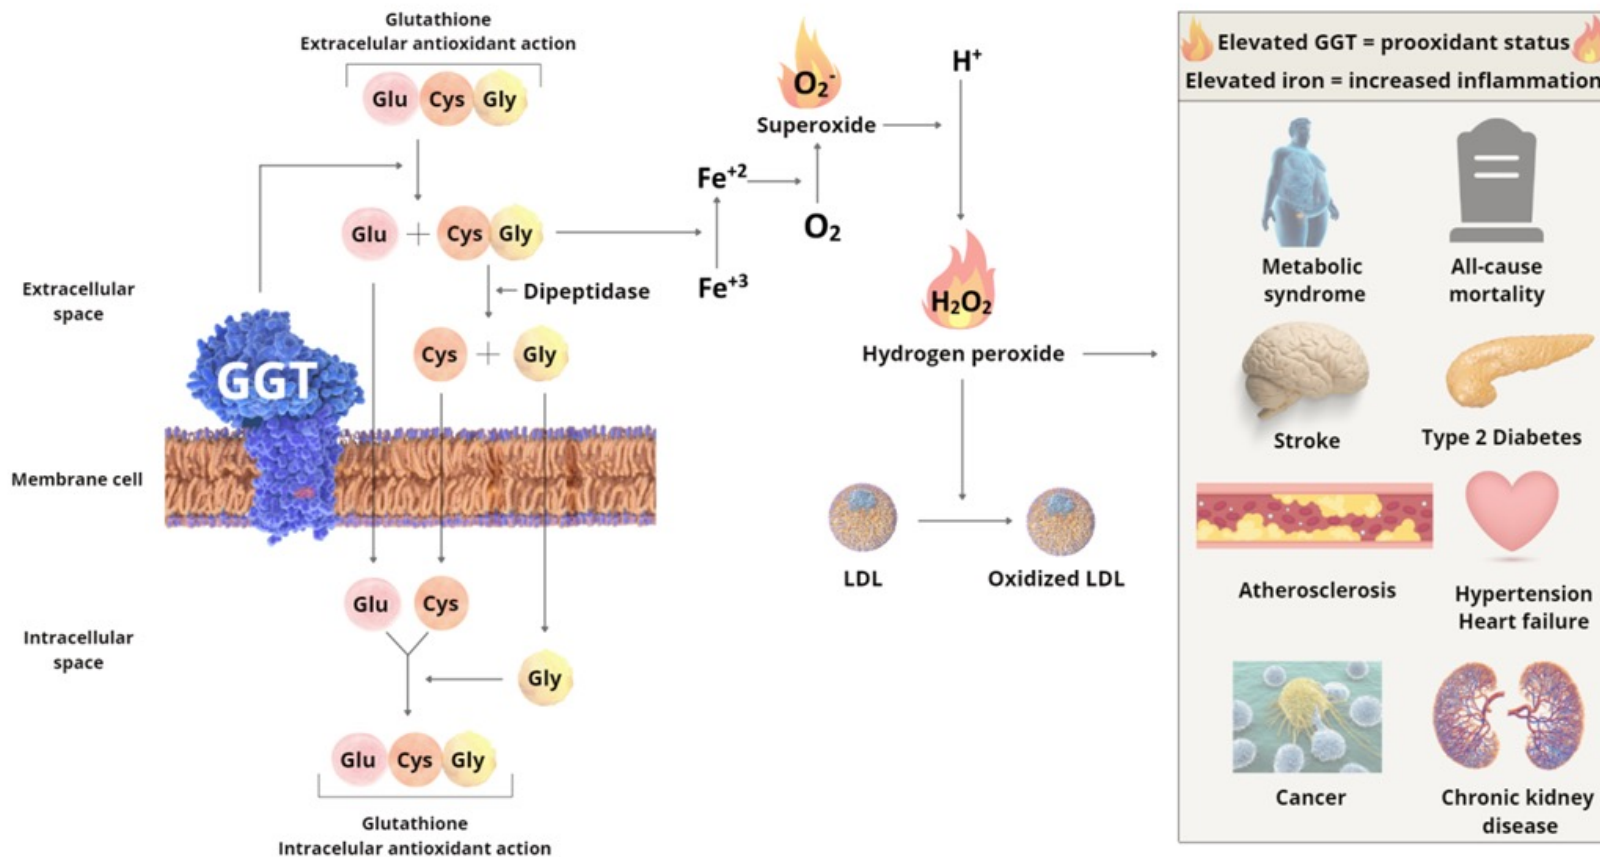 Glutathione
Extracelular antioxidant action
Glu Cys Gly
Glu + Cys Gly
Dipeptidase
Cys + Gly
Extracellular
space
GGT
Membrane cell
Intracellular
space
Glu Cys
Gly
Glu Cys Gly
Glutathione
Intracelular antioxidant action
Fe+2
Fe+3
O2-
Superoxide
O2
H+
H2O2
Hydrogen peroxide
LDL
Oxidized LDL
Elevated GGT = prooxidant status
Elevated iron = increased inflammation
Metabolic
syndrome
All-cause
mortality
Stroke
Type 2 Diabetes
Atherosclerosis
Hypertension
Heart failure
Cancer
Chronic kidney
disease